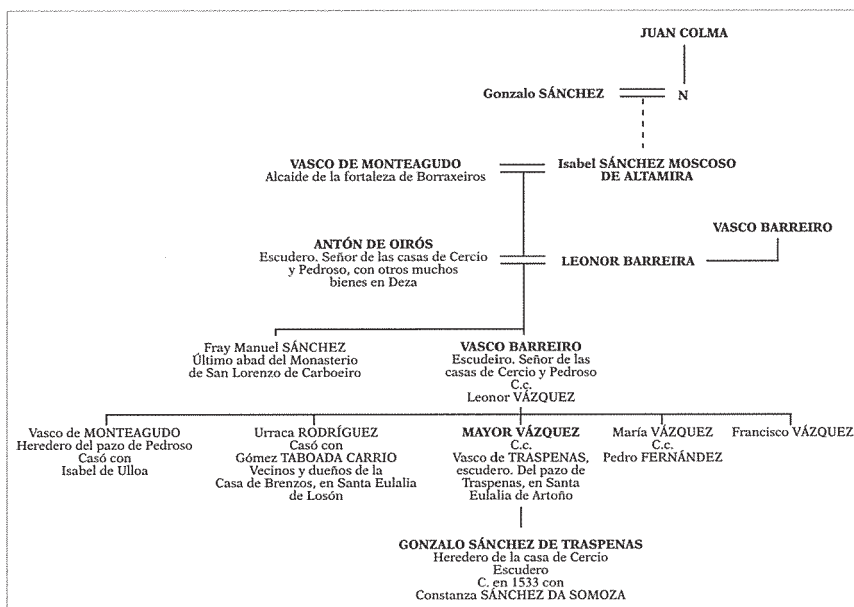 JUAN COLMA
Gonzalo SÁNCHEZ
N
VASCO DE MONTEAGUDO
Alcaide de la fortaleza de Borraxeiros
Isabel SÁNCHEZ MOSCOSO
DE ALTAMIRA
VASCO BARREIRO
ANTÓN DE OIRÓS
Escudero. Señor de las casas de Cercio
y Pedroso, con otros muchos
bienes en Deza
LEONOR BARREIRA
Fray Manuel SÁNCHEZ
Último abad del Monasterio
de San Lorenzo de Carboeiro
VASCO BARREIRO
Escudeiro. Señor de las
casas de Cercio y Pedroso
C.c.
Leonor VÁZQUEZ
Vasco de MONTEAGUDO
Heredero del pazo de Pedroso
Casó con
Isabel de Ulloa
Urraca RODRÍGUEZ
Casó con
Gómez TABOADA CARRIO
Vecinos y dueños de la
Casa de Brenzos, en Santa Eulalia
de Losón
MAYOR VÁZQUEZ
C.c.
Vasco de TRASPENAS,
escudero. Del pazo de
Traspenas, en Santa
Eulalia de Artoño
María VÁZQUEZ
C.c.
Pedro FERNÁNDEZ
Francisco VÁZQUEZ
GONZALO SÁNCHEZ DE TRASPENAS
Heredero de la casa de Cercio
Escudero
C. en 1533 con
Constanza SÁNCHEZ DA SOMOZA